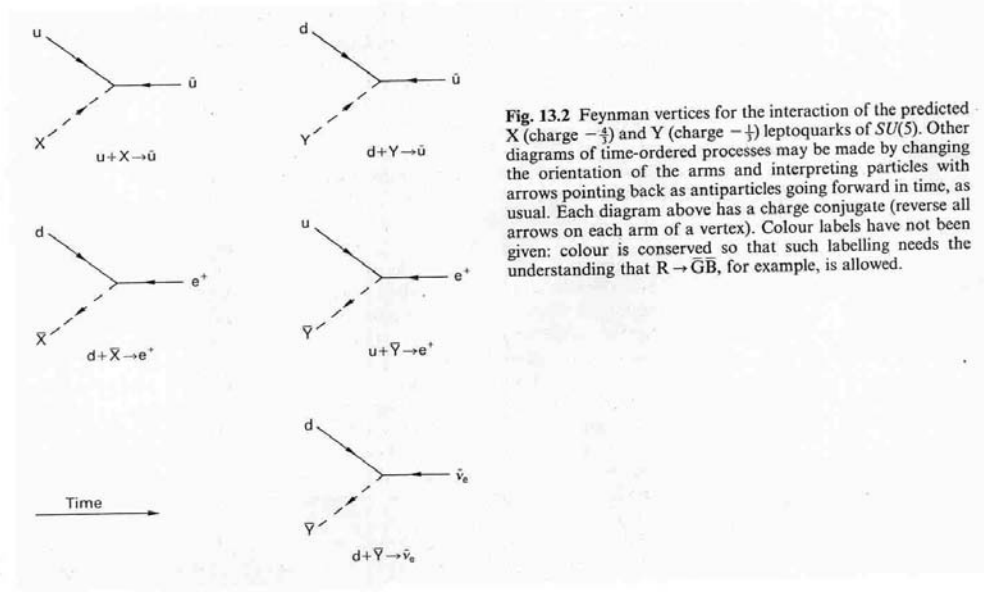 u
ū
X
u+X→ū
d
ū
Y
d+Y→ū
Fig. 13.2 Feynman vertices for the interaction of the predicted
X (charge −4/3) and Y (charge −1/3) leptoquarks of SU(5). Other
diagrams of time-ordered processes may be made by changing
the orientation of the arms and interpreting particles with
arrows pointing back as antiparticles going forward in time, as
usual. Each diagram above has a charge conjugate (reverse all
arrows on each arm of a vertex). Colour labels have not been
given: colour is conserved so that such labelling needs the
understanding that R→G̅B̅, for example, is allowed.
d
e⁺
X̅
d+X̅→e⁺
u
e⁺
Y̅
u+Y̅→e⁺
d
ν̄ₑ
Y̅
d+Y̅→ν̄ₑ
Time